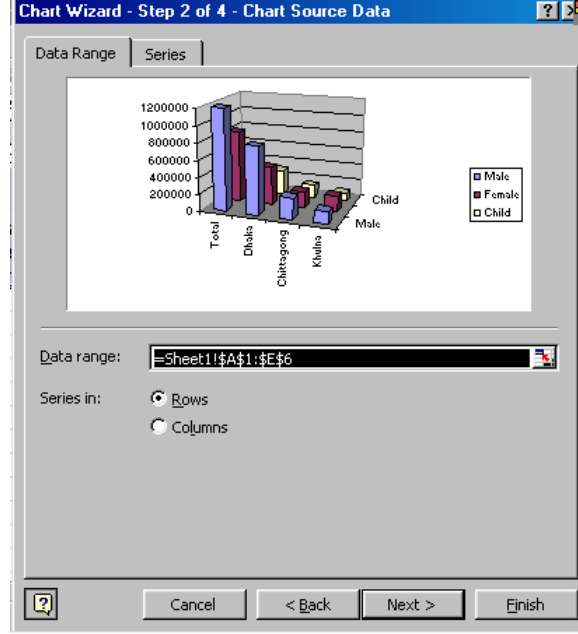 Chart Wizard - Step 2 of 4 - Chart Source Data
Data Range Series
1200000
1000000
800000
600000
400000
200000
0
Total
Dhaka
Chittagong
Khulna
Child
Male
Male
Female
Child
Data range: =Sheet1!$A$1:$E$6
Series in: Rows
Columns
Cancel < Back Next > Finish